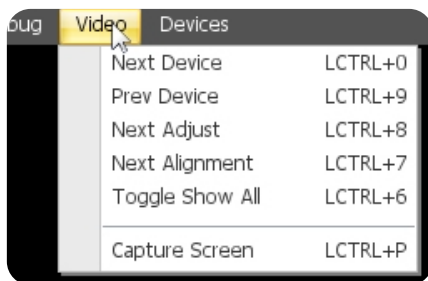 bug Video Devices
Next Device LCTRL+0
Prev Device LCTRL+9
Next Adjust LCTRL+8
Next Alignment LCTRL+7
Toggle Show All LCTRL+6
Capture Screen LCTRL+P